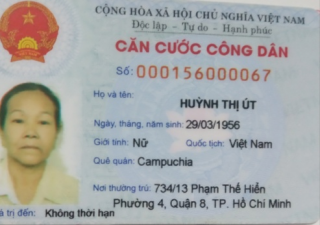 CỘNG HÒA XÃ HỘI CHỦ NGHĨA VIỆT NAM
Độc lập - Tự do - Hạnh phúc
CĂN CƯỚC CÔNG DÂN
Số: 000156000067
Họ và tên:
HUỲNH THỊ ÚT
Ngày, tháng, năm sinh: 29/03/1956
Giới tính: Nữ Quốc tịch: Việt Nam
Quê quán: Campuchia
Nơi thường trú: 734/13 Phạm Thế Hiển
Phường 4, Quận 8, TP. Hồ Chí Minh
trị đến: Không thời hạn